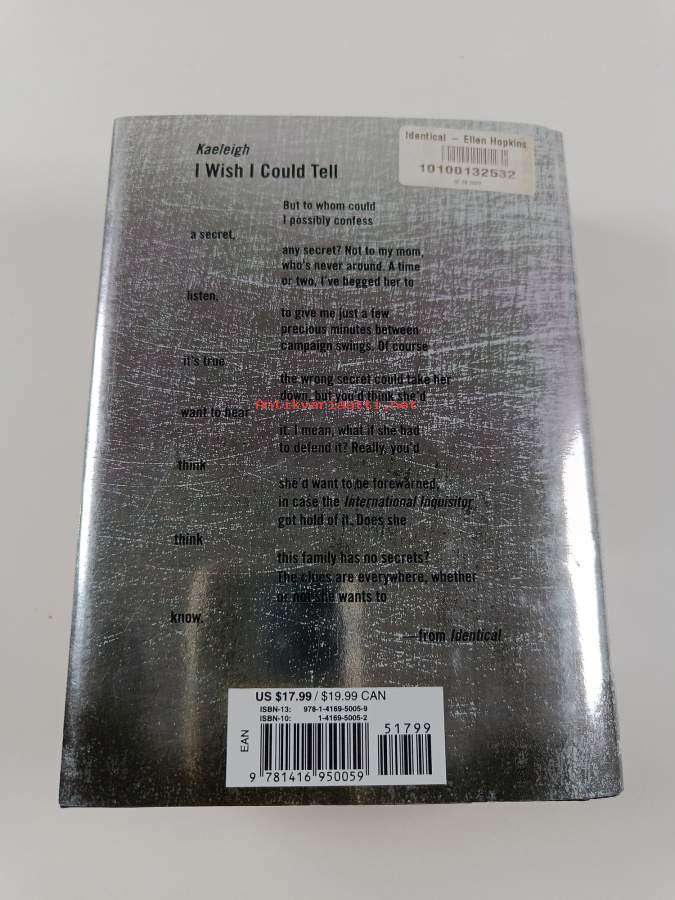 Identical – Ellen Hopkins
10100132532
Kaeleigh
I Wish I Could Tell
But to whom could
I possibly confess
a secret,
any secret? Not to my mom,
who's never around. A time
or two, I've begged her to
listen,
to give me just a few
precious minutes between
campaign swings. Of course
it's true
the wrong secret could take her
down, but you'd think she'd
Antikvariaatti.net
want to hear
it. I mean, what if she had
to defend it? Really, you'd
think
she'd want to be forewarned,
in case the International Inquisitor
got hold of it. Does she
think
this family has no secrets?
The clues are everywhere, whether
or not she wants to
know.
—from Identical
US $17.99 / $19.99 CAN
ISBN-13: 978-1-4169-5005-9
ISBN-10: 1-4169-5005-2
51799
EAN
9 781416 950059